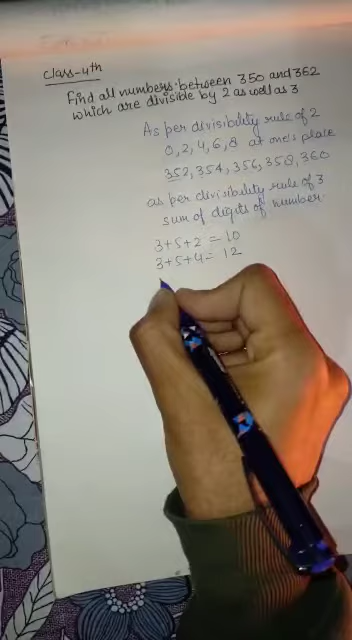 Class-4th
Find all numbers between 350 and 362
which are divisible by 2 as well as 3
As per divisibility rule of 2
0, 2, 4, 6, 8 at one's place
352, 354, 356, 358, 360
as per divisibility rule of 3
sum of digits of number
3+5+2 = 10
3+5+4= 12